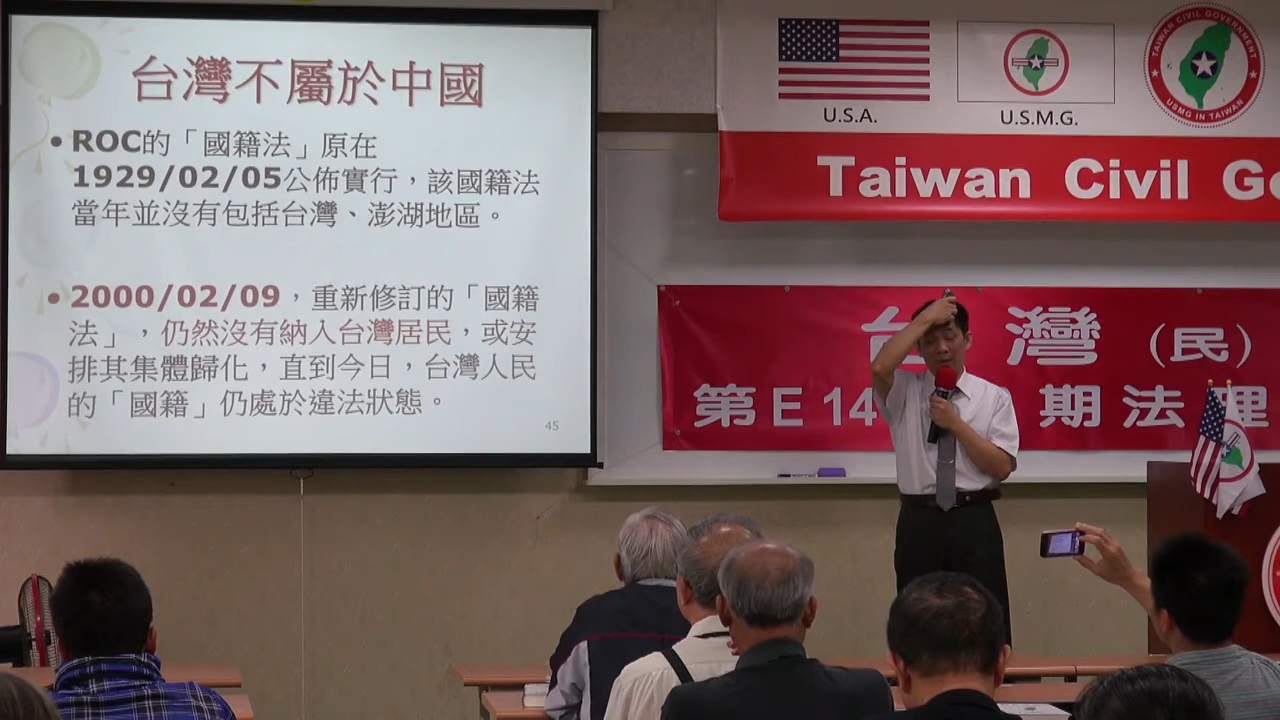 台灣不屬於中國
• ROC的「國籍法」原在
1929/02/05公佈實行，該國籍法
當年並沒有包括台灣、澎湖地區。
• 2000/02/09，重新修訂的「國籍
法」，仍然沒有納入台灣居民，或安
排其集體歸化，直到今日，台灣人民
的「國籍」仍處於違法狀態。
45
U.S.A.
U.S.M.G.
TAIWAN CIVIL GOVERNMENT
USMG IN TAIWAN
Taiwan Civil Go
台灣（民）
第E14 期法理